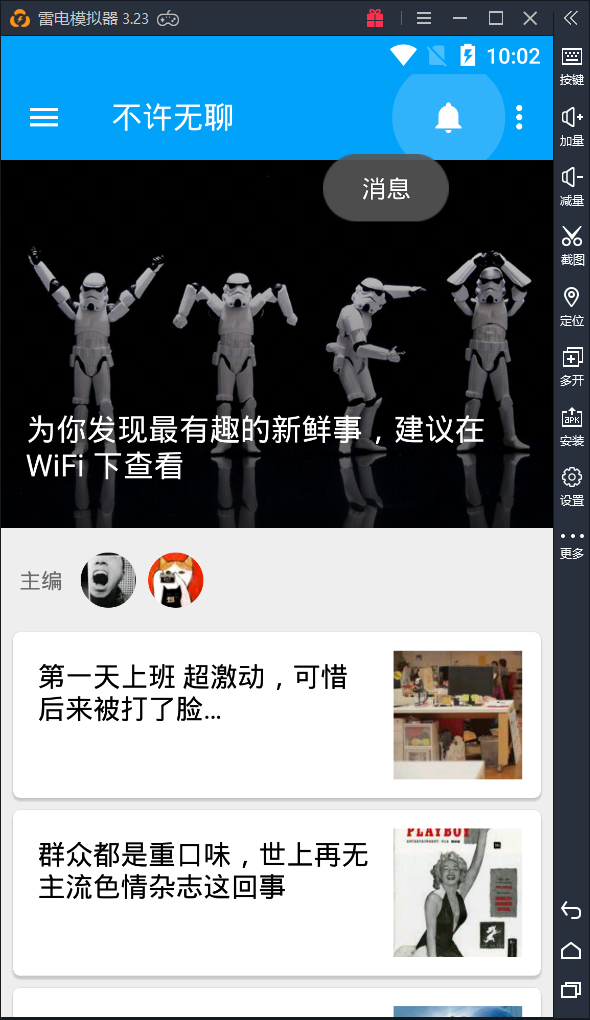 雷电模拟器 3.23
10:02
按键
不许无聊
加量
消息
减量
截图
定位
多开
为你发现最有趣的新鲜事，建议在
WiFi 下查看
APK
安装
设置
更多
主编
第一天上班 超激动，可惜
后来被打了脸...
群众都是重口味，世上再无
主流色情杂志这回事
PLAYBOY
ENTERTAINMENT FOR MEN